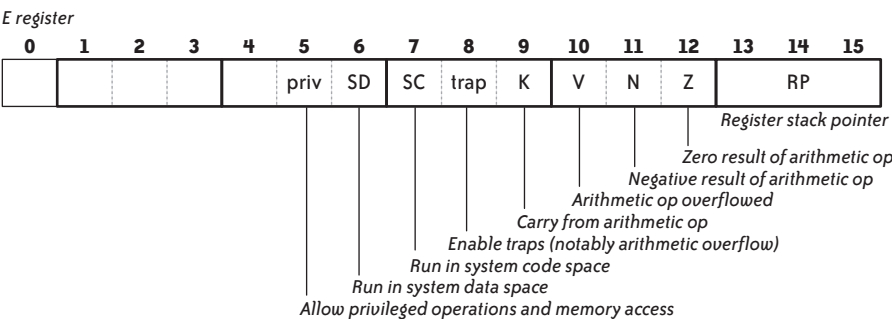 E register
0 1 2 3 4 5 6 7 8 9 10 11 12 13 14 15
priv SD SC trap K V N Z RP
Register stack pointer
Zero result of arithmetic op
Negative result of arithmetic op
Arithmetic op overflowed
Carry from arithmetic op
Enable traps (notably arithmetic overflow)
Run in system code space
Run in system data space
Allow privileged operations and memory access